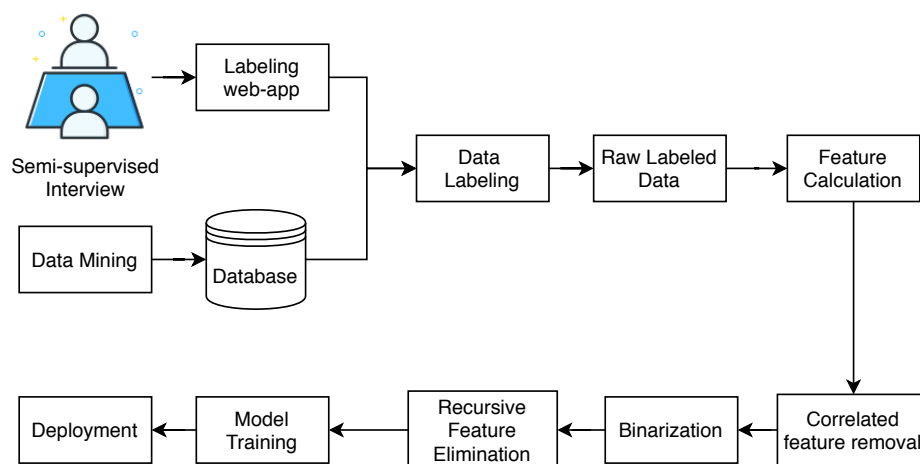 Semi-supervised
Interview
Labeling
web-app
Data Mining
Database
Data
Labeling
Raw Labeled
Data
Feature
Calculation
Correlated
feature removal
Binarization
Recursive
Feature
Elimination
Model
Training
Deployment